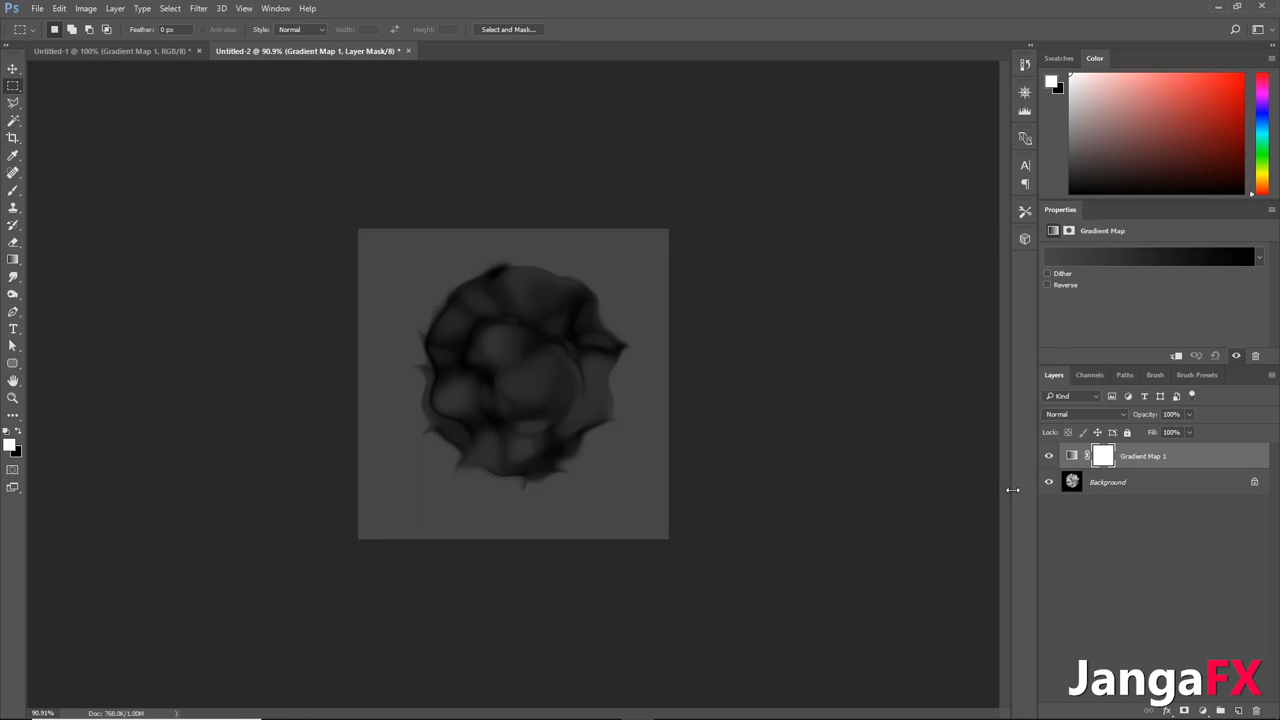 Ps File Edit Image Layer Type Select Filter 3D View Window Help
Feather: 0 px Anti-alias Style: Normal Width: Height: Select and Mask...
Untitled-1 @ 100% (Gradient Map 1, RGB/8) * × Untitled-2 @ 90.9% (Gradient Map 1, Layer Mask/8) * ×
Swatches Color
Properties
Gradient Map
Dither
Reverse
Layers Channels Paths Brush Brush Presets
Kind
Normal Opacity: 100%
Lock: Fill: 100%
Gradient Map 1
Background
JangaFX
90.91% Doc: 768.0K/1.00M